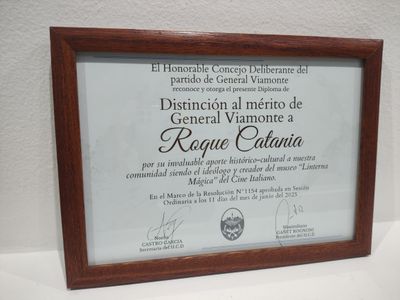 El Honorable Concejo Deliberante del
partido de General Viamonte
reconoce y otorga el presente Diploma de
Distinción al mérito de
General Viamonte a
Roque Catania
por su invaluable aporte histórico-cultural a nuestra
comunidad siendo el ideólogo y creador del museo "Linterna
Mágica" del Cine Italiano.
En el Marco de la Resolución N°1154 aprobada en Sesión
Ordinaria a los 11 días del mes de junio del 2025
CASTRO GARCIA
Secretaria del H.C.D.
Maximiliano
GAÑET BOGNONI
Presidente del H.C.D.